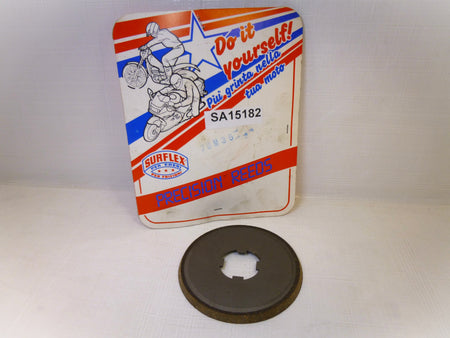 Do it
yourself!
Più grinta nella
tua moto
SA15182
SURFLEX
PRECISION REEDS